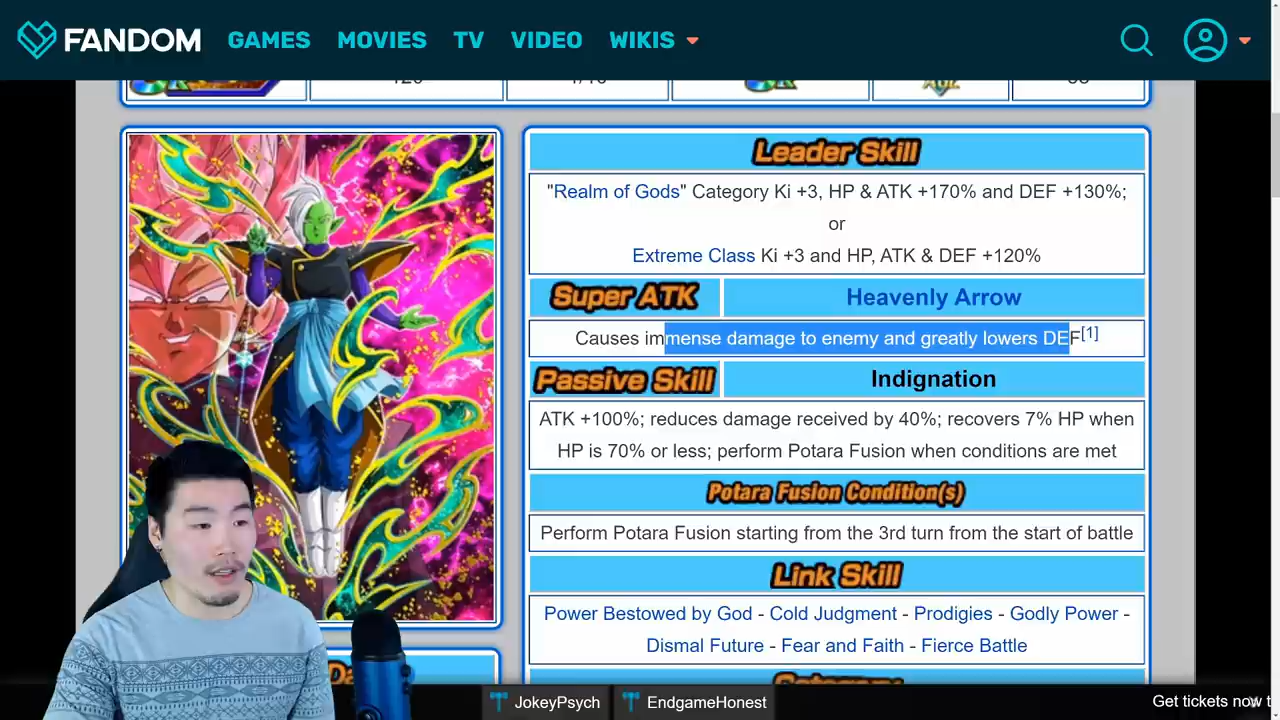 FANDOM GAMES MOVIES TV VIDEO WIKIS
Leader Skill
"Realm of Gods" Category Ki +3, HP & ATK +170% and DEF +130%;
or
Extreme Class Ki +3 and HP, ATK & DEF +120%
Super ATK Heavenly Arrow
Causes immense damage to enemy and greatly lowers DEF[1]
Passive Skill Indignation
ATK +100%; reduces damage received by 40%; recovers 7% HP when
HP is 70% or less; perform Potara Fusion when conditions are met
Potara Fusion Condition(s)
Perform Potara Fusion starting from the 3rd turn from the start of battle
Link Skill
Power Bestowed by God - Cold Judgment - Prodigies - Godly Power -
Dismal Future - Fear and Faith - Fierce Battle
Category
JokeyPsych EndgameHonest Get tickets now t